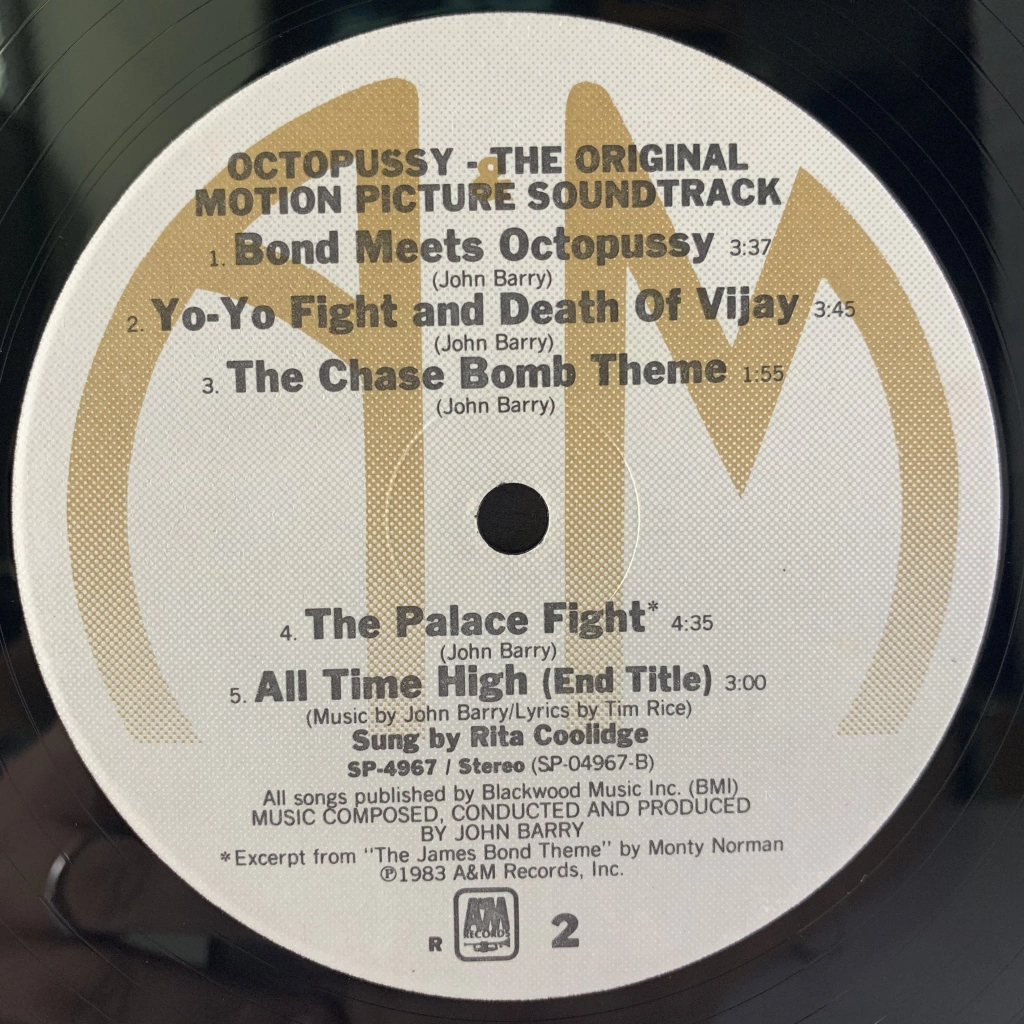 OCTOPUSSY - THE ORIGINAL
MOTION PICTURE SOUNDTRACK
1. Bond Meets Octopussy 3:37
(John Barry)
2. Yo-Yo Fight and Death Of Vijay 3:45
(John Barry)
3. The Chase Bomb Theme 1:55
(John Barry)
4. The Palace Fight* 4:35
(John Barry)
5. All Time High (End Title) 3:00
(Music by John Barry/Lyrics by Tim Rice)
Sung by Rita Coolidge
SP-4967 / Stereo (SP-04967-B)
All songs published by Blackwood Music Inc. (BMI)
MUSIC COMPOSED, CONDUCTED AND PRODUCED
BY JOHN BARRY
*Excerpt from "The James Bond Theme" by Monty Norman
℗1983 A&M Records, Inc.
R A&M RECORDS 2